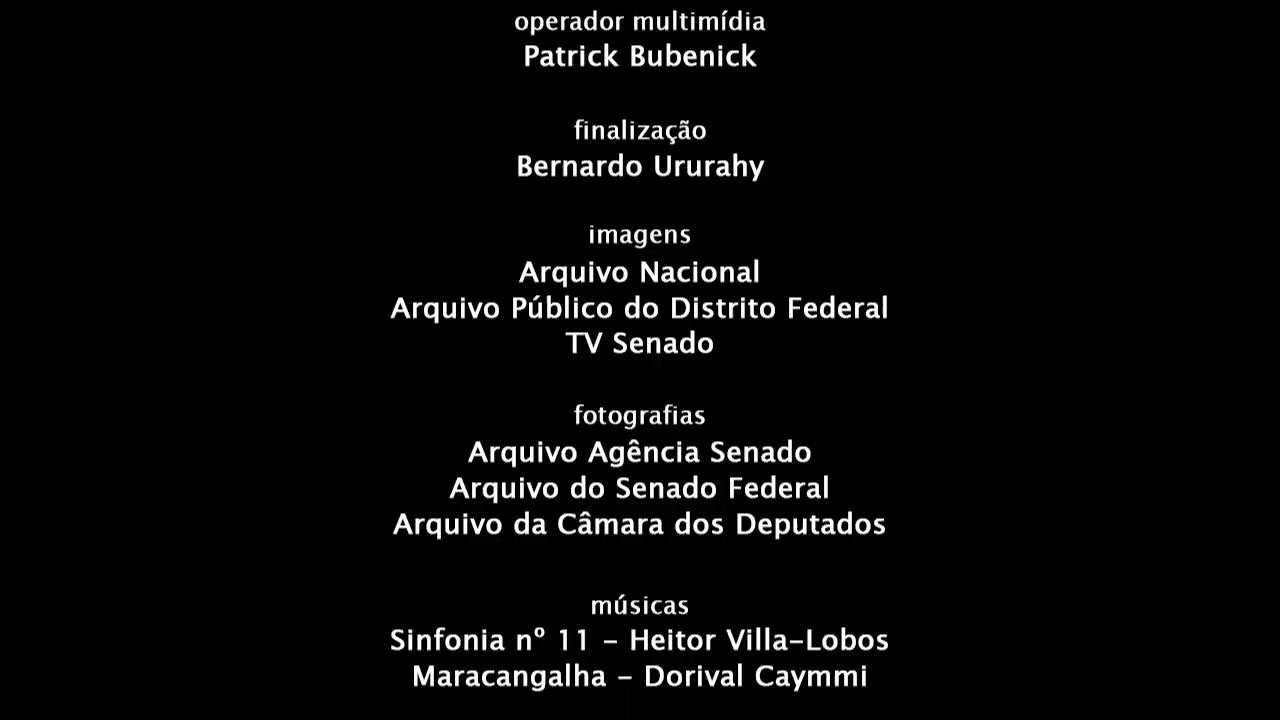 operador multimídia
Patrick Bubenick
finalização
Bernardo Ururahy
imagens
Arquivo Nacional
Arquivo Público do Distrito Federal
TV Senado
fotografias
Arquivo Agência Senado
Arquivo do Senado Federal
Arquivo da Câmara dos Deputados
músicas
Sinfonia nº 11 - Heitor Villa-Lobos
Maracangalha - Dorival Caymmi